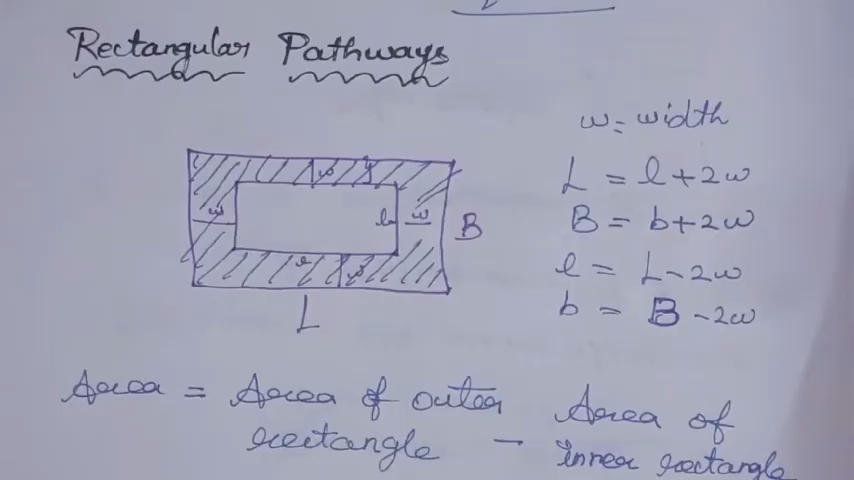 Rectangular Pathways
w = width
L = l + 2w
B = b + 2w
l = L - 2w
b = B - 2w
w
w
w
b
w
B
l
w
L
Area = Area of outer rectangle - Area of inner rectangle